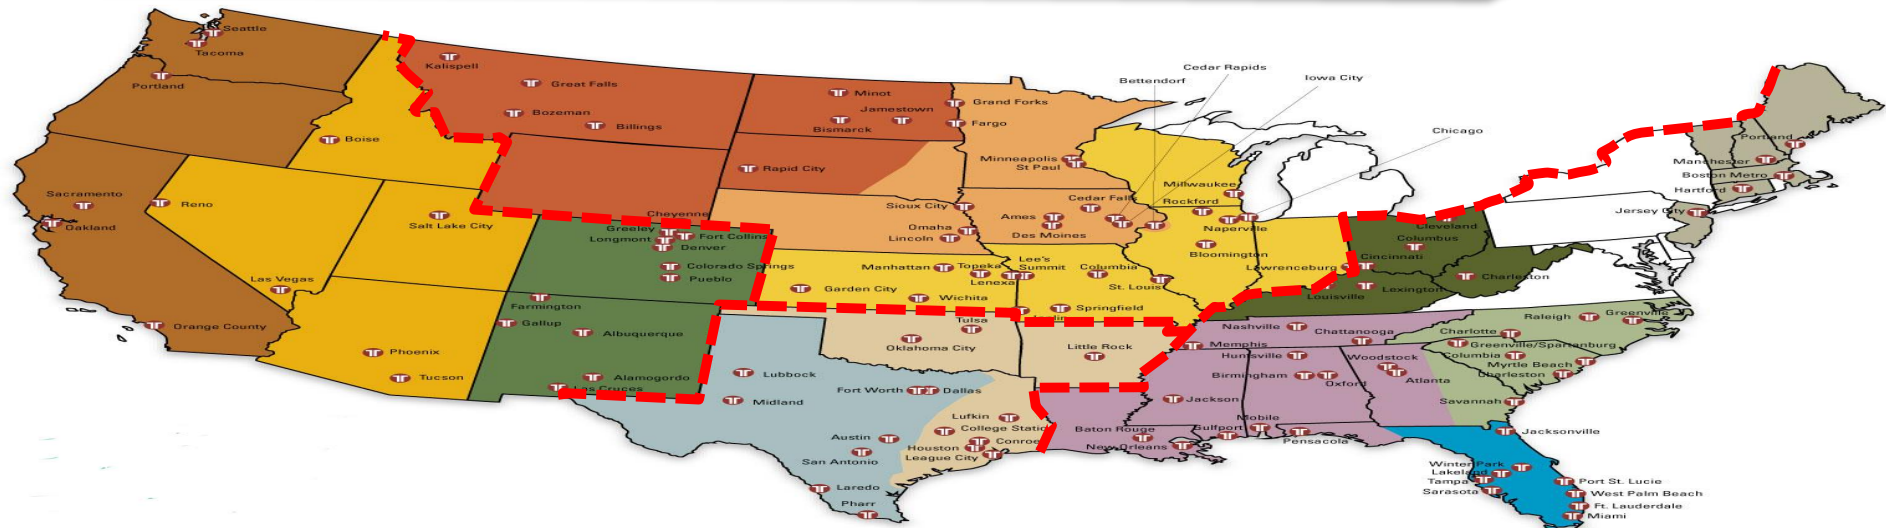 Seattle
Tacoma
Portland
Kalispell
Great Falls
Bozeman
Billings
Boise
Minot
Jamestown
Bismarck
Grand Forks
Fargo
Rapid City
Minneapolis
St Paul
Bettendorf
Cedar Rapids
Iowa City
Chicago
Millwaukee
Rockford
Naperville
Bloomington
Cedar Falls
Ames
Des Moines
Sioux City
Omaha
Lincoln
Sacramento
Oakland
Reno
Salt Lake City
Las Vegas
Orange County
Phoenix
Tucson
Cheyenne
Greeley
Fort Collins
Longmont
Denver
Colorado Springs
Pueblo
Farmington
Gallup
Albuquerque
Alamogordo
Las Cruces
Manhattan
Topeka
Lenexa
Lee's
Summit
Columbia
St. Louis
Garden City
Wichita
Springfield
Tulsa
Oklahoma City
Little Rock
Lubbock
Midland
Fort Worth
Dallas
Lufkin
College Statio
Conroe
Houston
League City
Austin
San Antonio
Laredo
Pharr
Lawrenceburg
Cleveland
Columbus
Cincinnati
Louisville
Lexington
Charleston
Portland
Manchester
Boston Metro
Hartford
Jersey City
Nashville
Chattanooga
Memphis
Huntsville
Birmingham
Oxford
Woodstock
Atlanta
Jackson
Mobile
Gulfport
Baton Rouge
New Orleans
Pensacola
Raleigh
Greenville
Charlotte
Greenville/Spartanburg
Columbia
Myrtle Beach
Charleston
Savannah
Jacksonville
Winter Park
Lakeland
Tampa
Sarasota
Port St. Lucie
West Palm Beach
Ft. Lauderdale
Miami